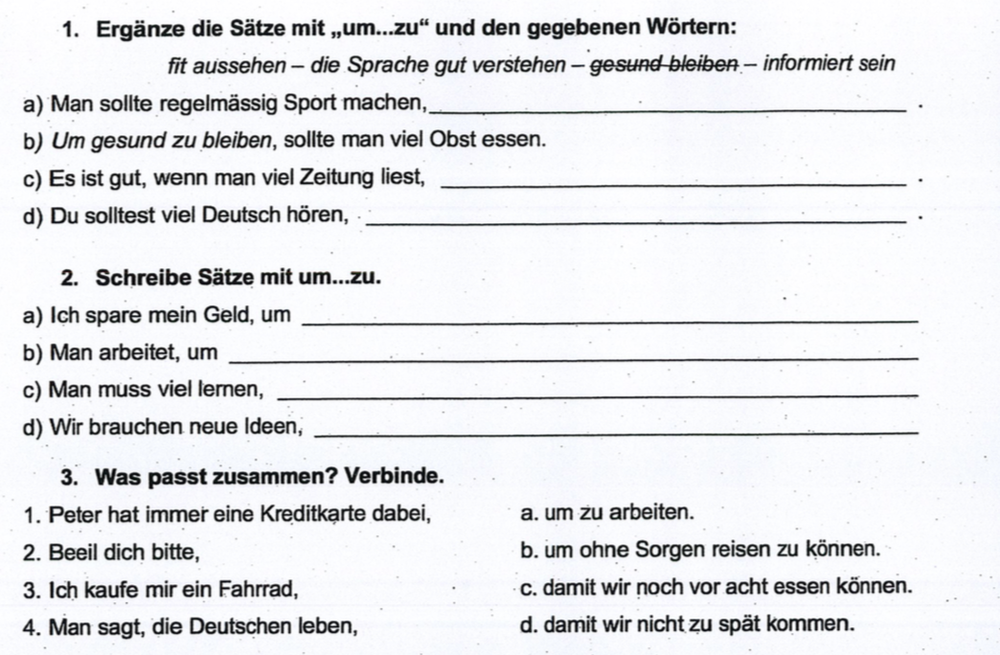 1. Ergänze die Sätze mit „um...zu“ und den gegebenen Wörtern:
fit aussehen – die Sprache gut verstehen – gesund bleiben – informiert sein
a) Man sollte regelmässig Sport machen, .
b) Um gesund zu bleiben, sollte man viel Obst essen.
c) Es ist gut, wenn man viel Zeitung liest, .
d) Du solltest viel Deutsch hören, .
2. Schreibe Sätze mit um...zu.
a) Ich spare mein Geld, um
b) Man arbeitet, um
c) Man muss viel lernen,
d) Wir brauchen neue Ideen,
3. Was passt zusammen? Verbinde.
1. Peter hat immer eine Kreditkarte dabei, a. um zu arbeiten.
2. Beeil dich bitte, b. um ohne Sorgen reisen zu können.
3. Ich kaufe mir ein Fahrrad, c. damit wir noch vor acht essen können.
4. Man sagt, die Deutschen leben, d. damit wir nicht zu spät kommen.